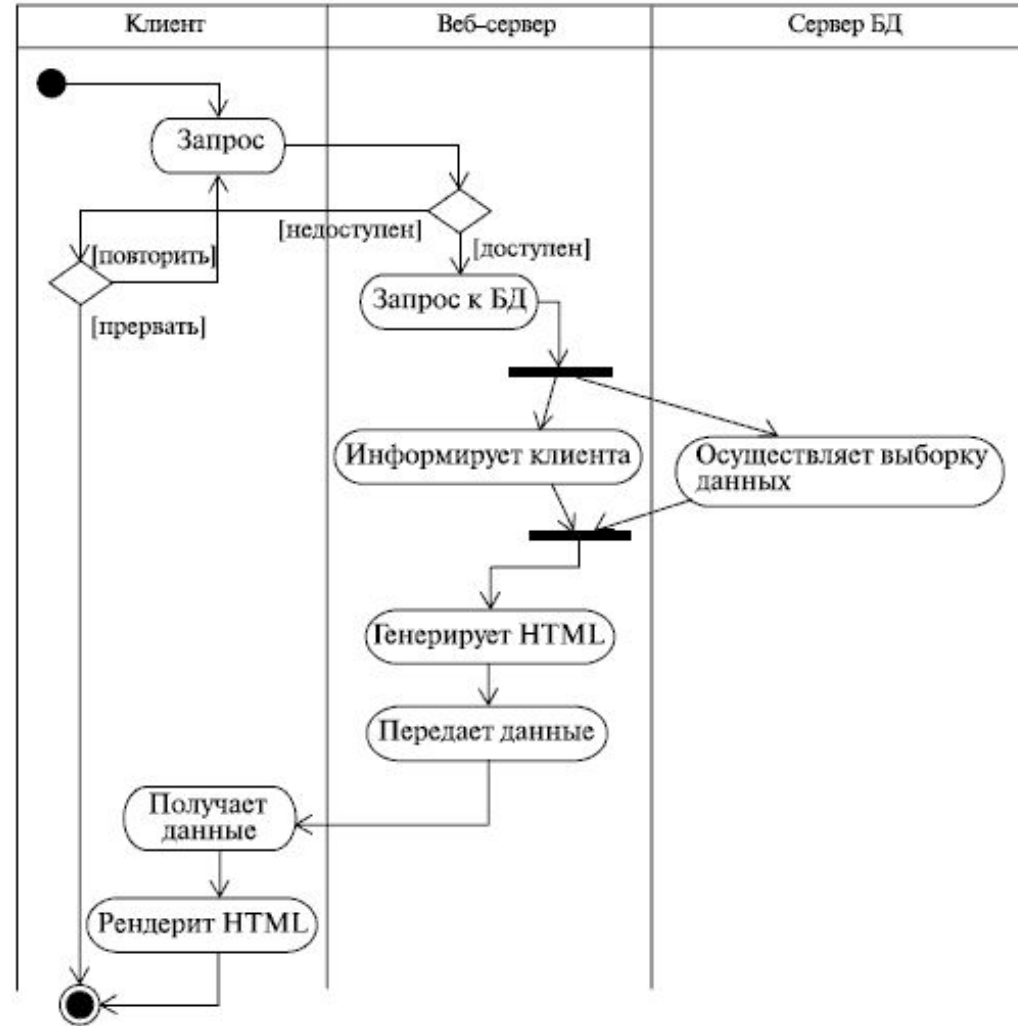 Клиент
Веб-сервер
Сервер БД
Запрос
[недоступен]
[доступен]
[повторить]
Запрос к БД
[прервать]
Информирует клиента
Осуществляет выборку
данных
Генерирует HTML
Передает данные
Получает
данные
Рендерит HTML